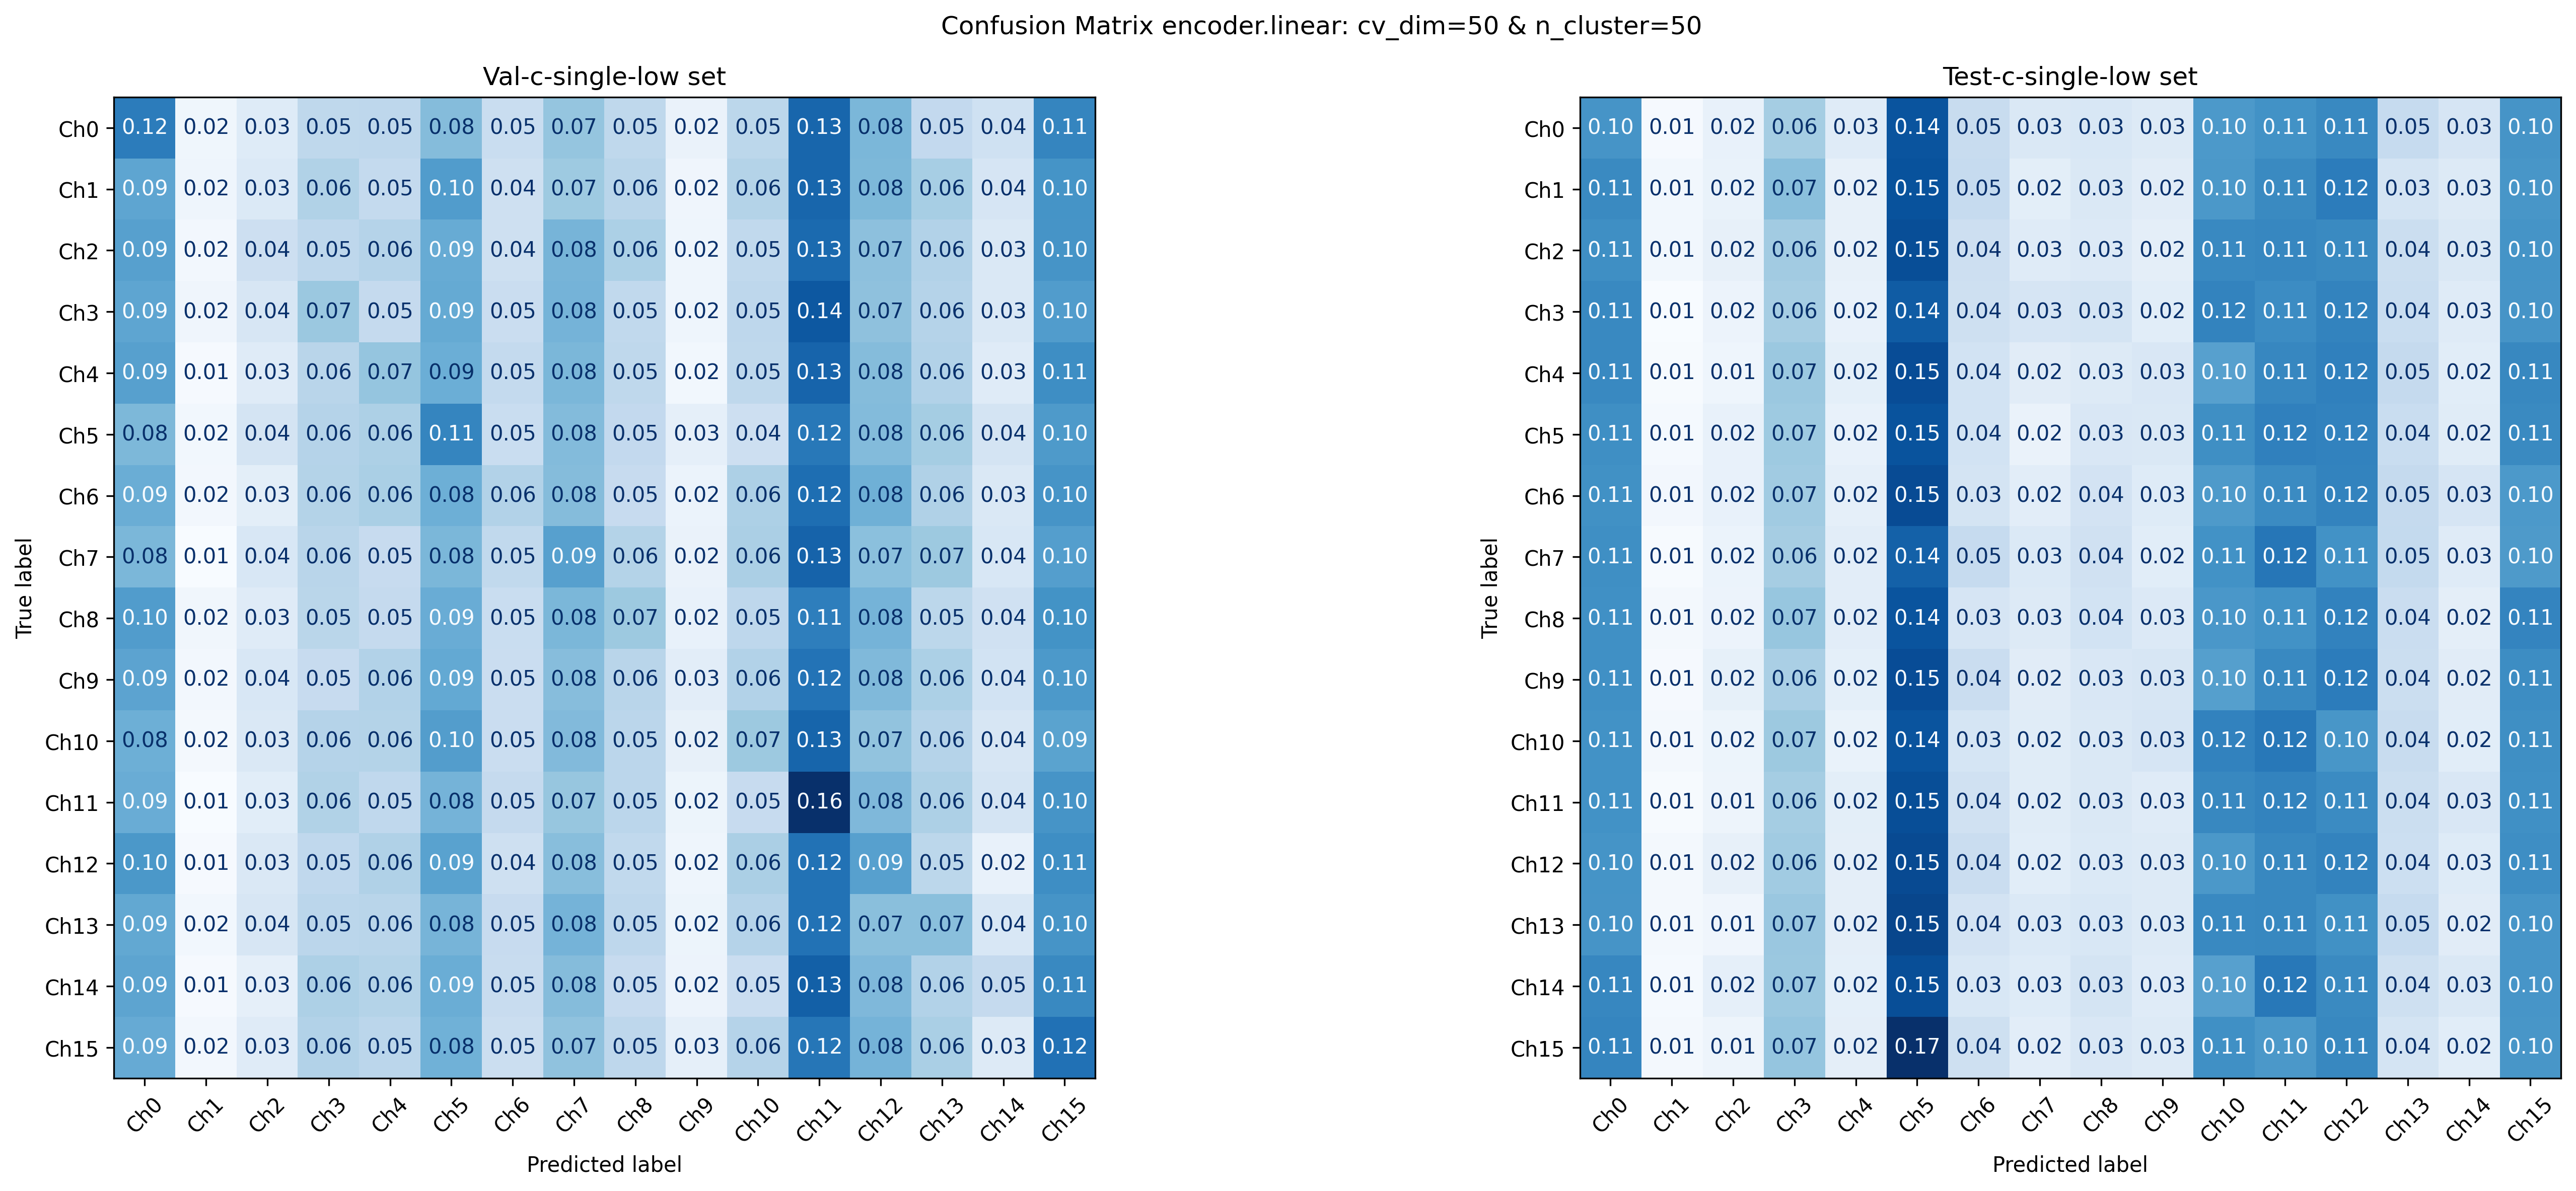 Confusion Matrix encoder.linear: cv_dim=50 & n_cluster=50
Val-c-single-low set
True label
Ch0 0.12 0.02 0.03 0.05 0.05 0.08 0.05 0.07 0.05 0.02 0.05 0.13 0.08 0.05 0.04 0.11
Ch1 0.09 0.02 0.03 0.06 0.05 0.10 0.04 0.07 0.06 0.02 0.06 0.13 0.08 0.06 0.04 0.10
Ch2 0.09 0.02 0.04 0.05 0.06 0.09 0.04 0.08 0.06 0.02 0.05 0.13 0.07 0.06 0.03 0.10
Ch3 0.09 0.02 0.04 0.07 0.05 0.09 0.05 0.08 0.05 0.02 0.05 0.14 0.07 0.06 0.03 0.10
Ch4 0.09 0.01 0.03 0.06 0.07 0.09 0.05 0.08 0.05 0.02 0.05 0.13 0.08 0.06 0.03 0.11
Ch5 0.08 0.02 0.04 0.06 0.06 0.11 0.05 0.08 0.05 0.03 0.04 0.12 0.08 0.06 0.04 0.10
Ch6 0.09 0.02 0.03 0.06 0.06 0.08 0.06 0.08 0.05 0.02 0.06 0.12 0.08 0.06 0.03 0.10
Ch7 0.08 0.01 0.04 0.06 0.05 0.08 0.05 0.09 0.06 0.02 0.06 0.13 0.07 0.07 0.04 0.10
Ch8 0.10 0.02 0.03 0.05 0.05 0.09 0.05 0.08 0.07 0.02 0.05 0.11 0.08 0.05 0.04 0.10
Ch9 0.09 0.02 0.04 0.05 0.06 0.09 0.05 0.08 0.06 0.03 0.06 0.12 0.08 0.06 0.04 0.10
Ch10 0.08 0.02 0.03 0.06 0.06 0.10 0.05 0.08 0.05 0.02 0.07 0.13 0.07 0.06 0.04 0.09
Ch11 0.09 0.01 0.03 0.06 0.05 0.08 0.05 0.07 0.05 0.02 0.05 0.16 0.08 0.06 0.04 0.10
Ch12 0.10 0.01 0.03 0.05 0.06 0.09 0.04 0.08 0.05 0.02 0.06 0.12 0.09 0.05 0.02 0.11
Ch13 0.09 0.02 0.04 0.05 0.06 0.08 0.05 0.08 0.05 0.02 0.06 0.12 0.07 0.07 0.04 0.10
Ch14 0.09 0.01 0.03 0.06 0.06 0.09 0.05 0.08 0.05 0.02 0.05 0.13 0.08 0.06 0.05 0.11
Ch15 0.09 0.02 0.03 0.06 0.05 0.08 0.05 0.07 0.05 0.03 0.06 0.12 0.08 0.06 0.03 0.12
Ch0 Ch1 Ch2 Ch3 Ch4 Ch5 Ch6 Ch7 Ch8 Ch9 Ch10 Ch11 Ch12 Ch13 Ch14 Ch15
Predicted label
Test-c-single-low set
True label
Ch0 0.10 0.01 0.02 0.06 0.03 0.14 0.05 0.03 0.03 0.03 0.10 0.11 0.11 0.05 0.03 0.10
Ch1 0.11 0.01 0.02 0.07 0.02 0.15 0.05 0.02 0.03 0.02 0.10 0.11 0.12 0.03 0.03 0.10
Ch2 0.11 0.01 0.02 0.06 0.02 0.15 0.04 0.03 0.03 0.02 0.11 0.11 0.11 0.04 0.03 0.10
Ch3 0.11 0.01 0.02 0.06 0.02 0.14 0.04 0.03 0.03 0.02 0.12 0.11 0.12 0.04 0.03 0.10
Ch4 0.11 0.01 0.01 0.07 0.02 0.15 0.04 0.02 0.03 0.03 0.10 0.11 0.12 0.05 0.02 0.11
Ch5 0.11 0.01 0.02 0.07 0.02 0.15 0.04 0.02 0.03 0.03 0.11 0.12 0.12 0.04 0.02 0.11
Ch6 0.11 0.01 0.02 0.07 0.02 0.15 0.03 0.02 0.04 0.03 0.10 0.11 0.12 0.05 0.03 0.10
Ch7 0.11 0.01 0.02 0.06 0.02 0.14 0.05 0.03 0.04 0.02 0.11 0.12 0.11 0.05 0.03 0.10
Ch8 0.11 0.01 0.02 0.07 0.02 0.14 0.03 0.03 0.04 0.03 0.10 0.11 0.12 0.04 0.02 0.11
Ch9 0.11 0.01 0.02 0.06 0.02 0.15 0.04 0.02 0.03 0.03 0.10 0.11 0.12 0.04 0.02 0.11
Ch10 0.11 0.01 0.02 0.07 0.02 0.14 0.03 0.02 0.03 0.03 0.12 0.12 0.10 0.04 0.02 0.11
Ch11 0.11 0.01 0.01 0.06 0.02 0.15 0.04 0.02 0.03 0.03 0.11 0.12 0.11 0.04 0.03 0.11
Ch12 0.10 0.01 0.02 0.06 0.02 0.15 0.04 0.02 0.03 0.03 0.10 0.11 0.12 0.04 0.03 0.11
Ch13 0.10 0.01 0.01 0.07 0.02 0.15 0.04 0.03 0.03 0.03 0.11 0.11 0.11 0.05 0.02 0.10
Ch14 0.11 0.01 0.02 0.07 0.02 0.15 0.03 0.03 0.03 0.03 0.10 0.12 0.11 0.04 0.03 0.10
Ch15 0.11 0.01 0.01 0.07 0.02 0.17 0.04 0.02 0.03 0.03 0.11 0.10 0.11 0.04 0.02 0.10
Ch0 Ch1 Ch2 Ch3 Ch4 Ch5 Ch6 Ch7 Ch8 Ch9 Ch10 Ch11 Ch12 Ch13 Ch14 Ch15
Predicted label